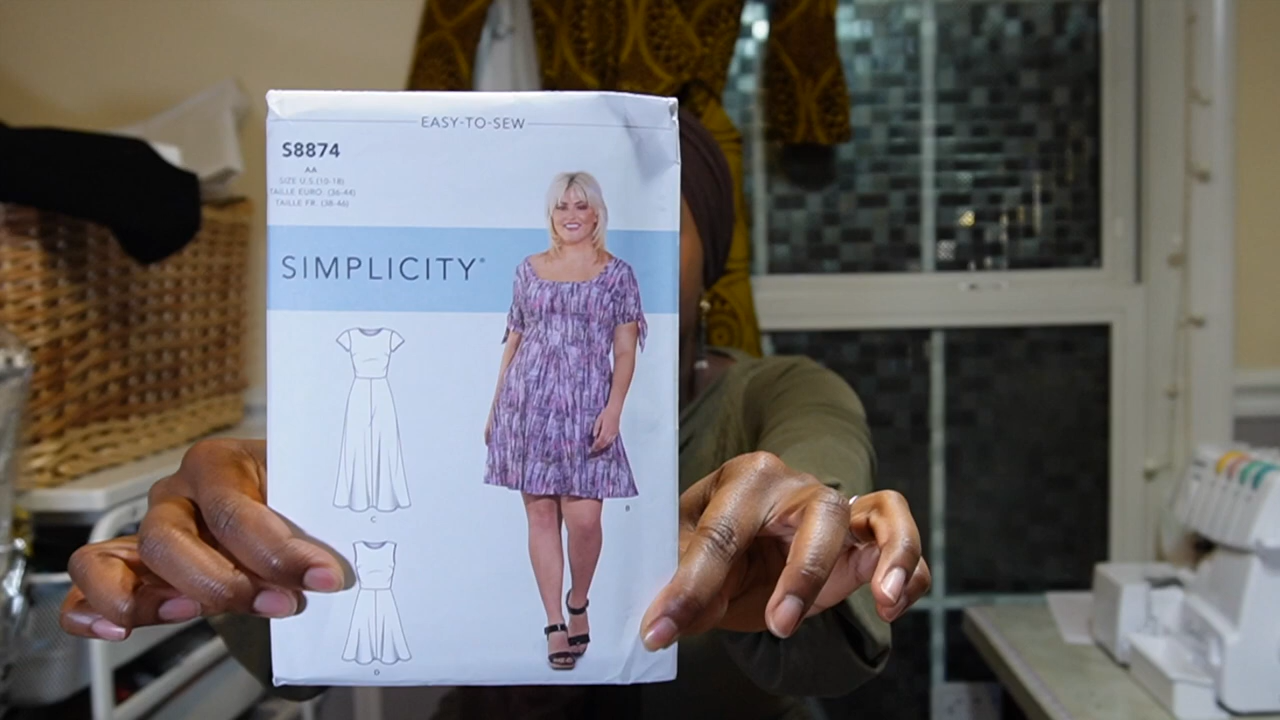 EASY-TO-SEW
S8874
AA
SIZE U.S.(10-18)
TAILLE EURO. (36-44)
TAILLE FR. (38-46)
SIMPLICITY®
B
C
D